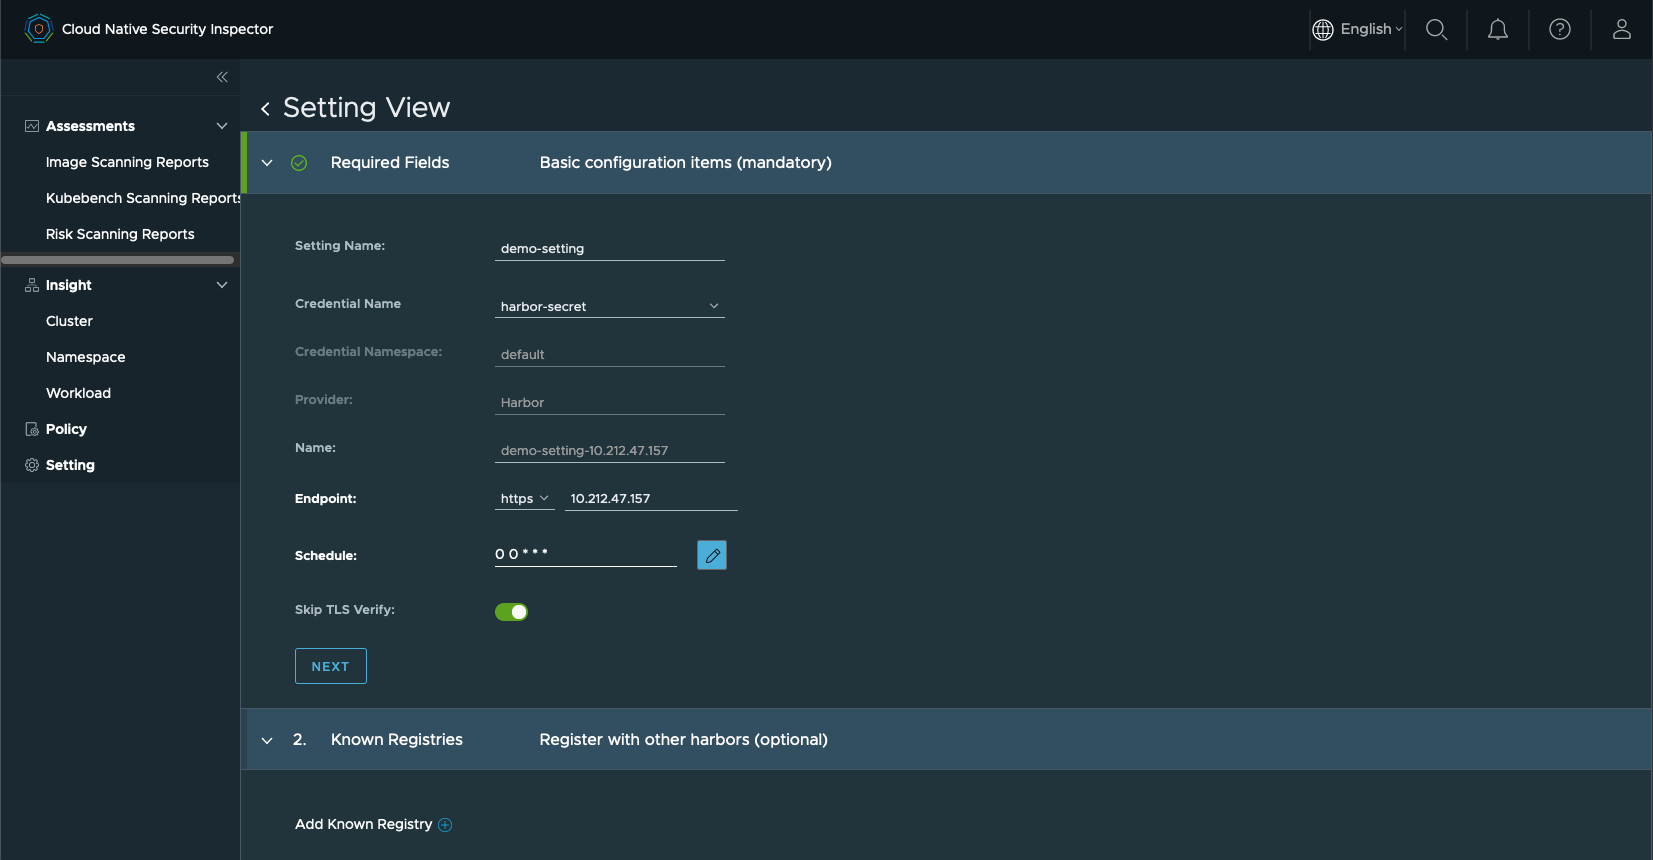 Cloud Native Security Inspector
English
Assessments
Image Scanning Reports
Kubebench Scanning Reports
Risk Scanning Reports
Insight
Cluster
Namespace
Workload
Policy
Setting
Setting View
Required Fields Basic configuration items (mandatory)
Setting Name: demo-setting
Credential Name harbor-secret
Credential Namespace: default
Provider: Harbor
Name: demo-setting-10.212.47.157
Endpoint: https 10.212.47.157
Schedule: 0 0 * * *
Skip TLS Verify:
NEXT
2. Known Registries Register with other harbors (optional)
Add Known Registry